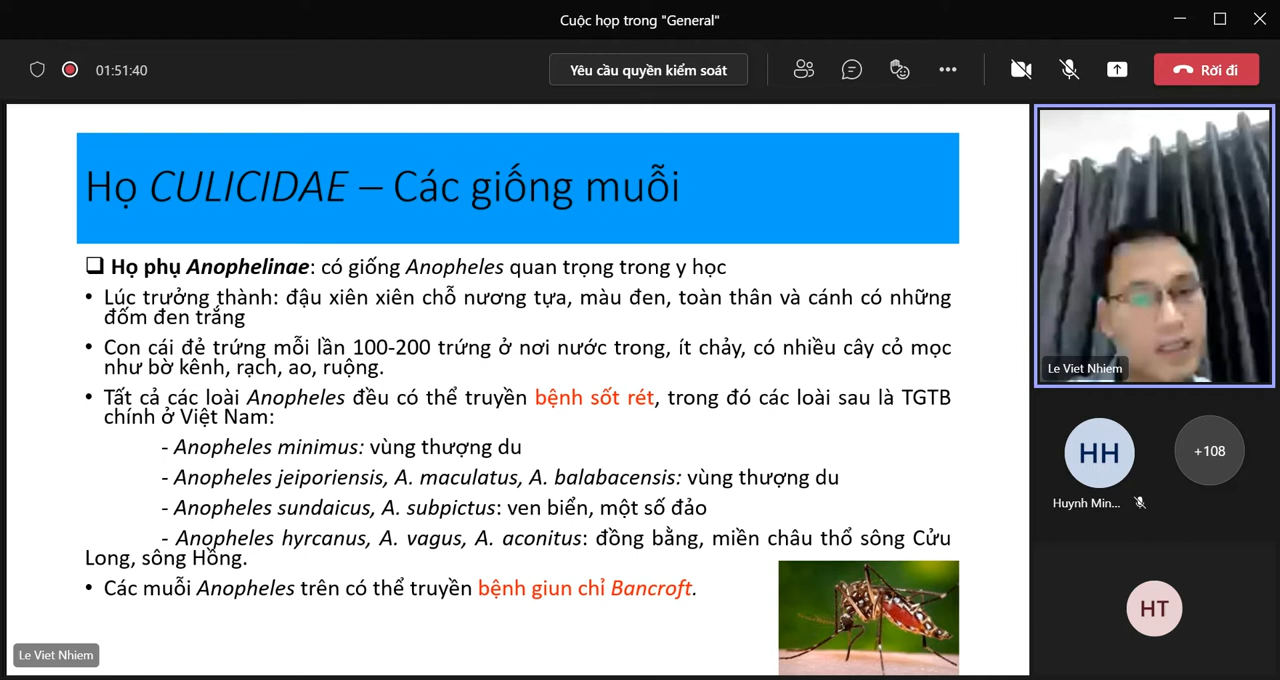 Cuộc họp trong "General"
01:51:40
Yêu cầu quyền kiểm soát
Rời đi
Họ CULICIDAE – Các giống muỗi
Họ phụ Anophelinae: có giống Anopheles quan trọng trong y học
• Lúc trưởng thành: đậu xiên xiên chỗ nương tựa, màu đen, toàn thân và cánh có những
đốm đen trắng
• Con cái đẻ trứng mỗi lần 100-200 trứng ở nơi nước trong, ít chảy, có nhiều cây cỏ mọc
như bờ kênh, rạch, ao, ruộng.
• Tất cả các loài Anopheles đều có thể truyền bệnh sốt rét, trong đó các loài sau là TGTB
chính ở Việt Nam:
- Anopheles minimus: vùng thượng du
- Anopheles jeiporiensis, A. maculatus, A. balabacensis: vùng thượng du
- Anopheles sundaicus, A. subpictus: ven biển, một số đảo
- Anopheles hyrcanus, A. vagus, A. aconitus: đồng bằng, miền châu thổ sông Cửu
Long, sông Hồng.
• Các muỗi Anopheles trên có thể truyền bệnh giun chỉ Bancroft.
Le Viet Nhiem
Le Viet Nhiem
HH
+108
Huynh Min...
HT